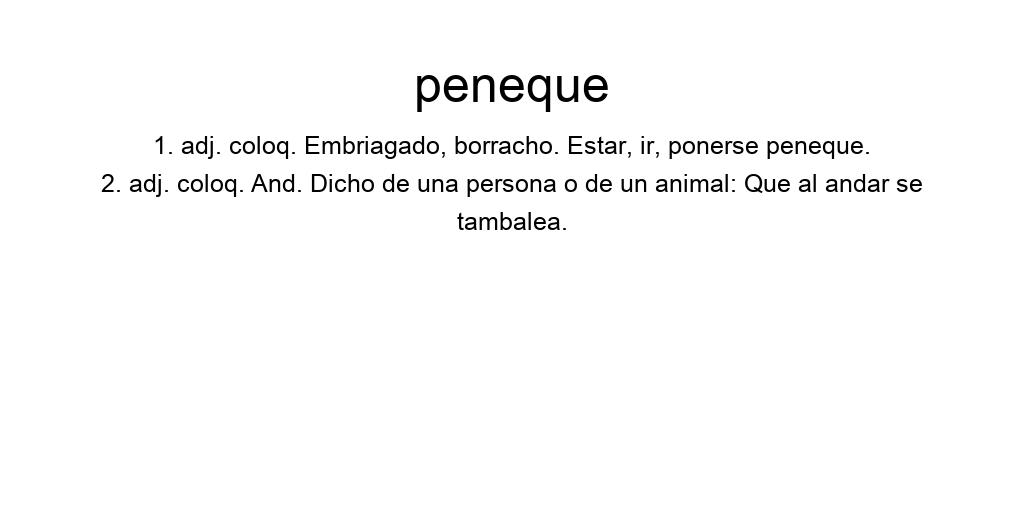 peneque
1. adj. coloq. Embriagado, borracho. Estar, ir, ponerse peneque.
2. adj. coloq. And. Dicho de una persona o de un animal: Que al andar se
tambalea.